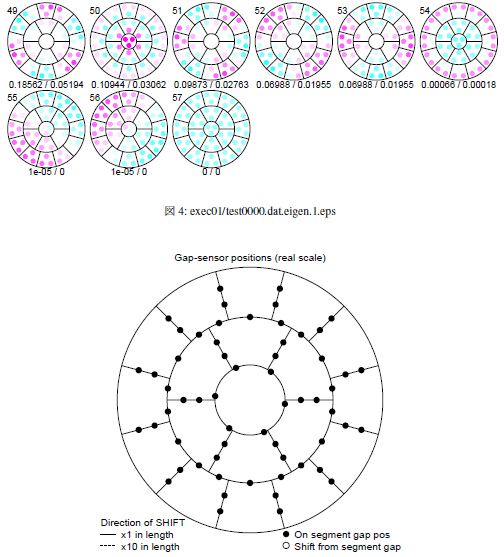 49 50 51 52 53 54
0.18562 / 0.05194 0.10944 / 0.03062 0.09873 / 0.02763 0.06988 / 0.01955 0.06988 / 0.01955 0.00066 / 0.00018
55 56 57
1e-05 / 0 1e-05 / 0 0 / 0
図 4: exec01/test0000.dat.eigen.1.eps
Gap-sensor positions (real scale)
Direction of SHIFT
x1 in length
x10 in length
On segment gap pos
Shift from segment gap